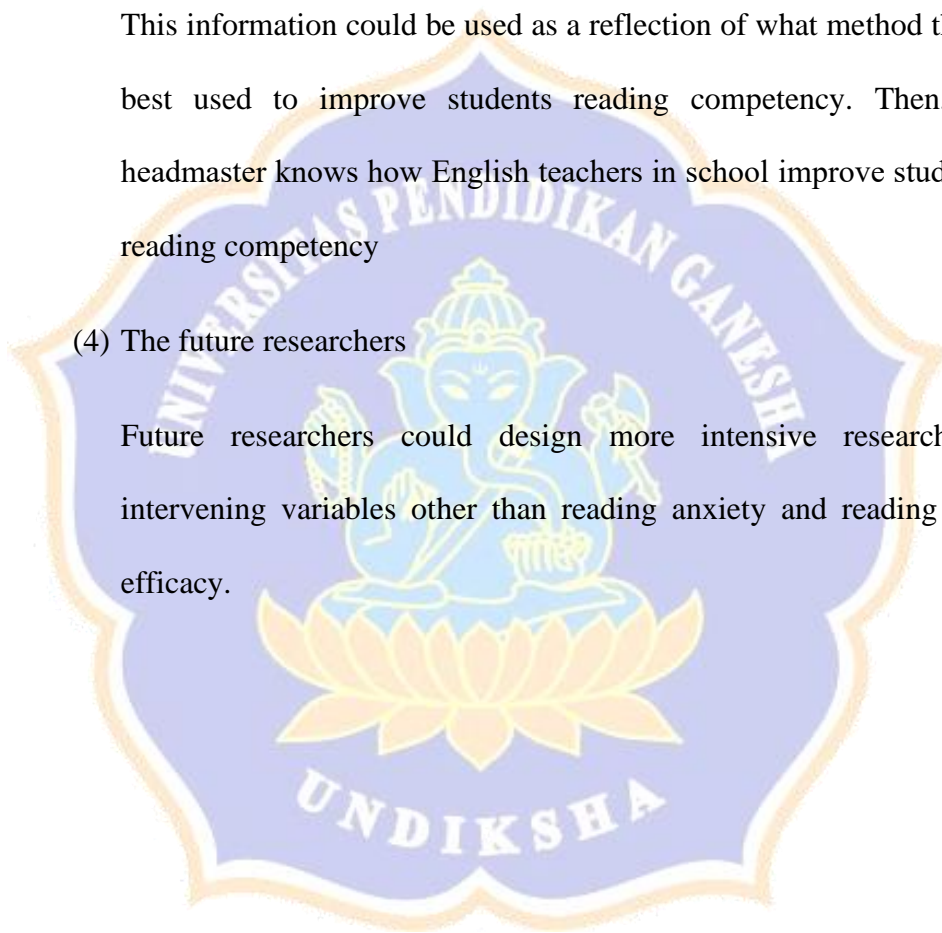 This information could be used as a reflection of what method
best used to improve students reading competency. Then
headmaster knows how English teachers in school improve
reading competency
(4) The future researchers
Future researchers could design more intensive
intervening variables other than reading anxiety and reading
efficacy.
UNIVERSITAS PENDIDIKAN GANESHA
UNDIKSHA